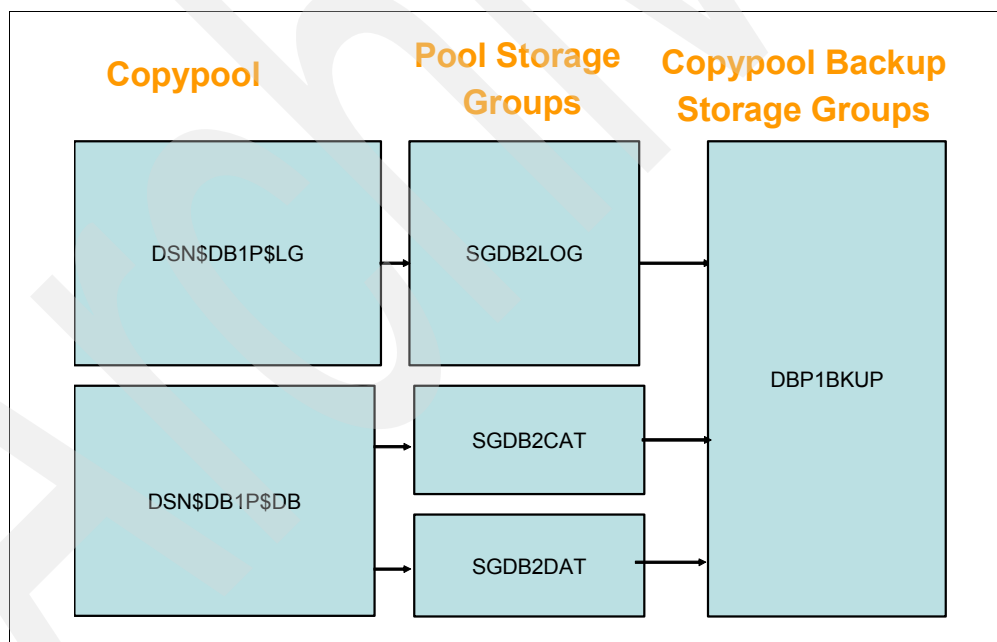 Copypool
Pool Storage
Groups
Copypool Backup
Storage Groups
DSN$DB1P$LG
SGDB2LOG
DBP1BKUP
DSN$DB1P$DB
SGDB2CAT
SGDB2DAT